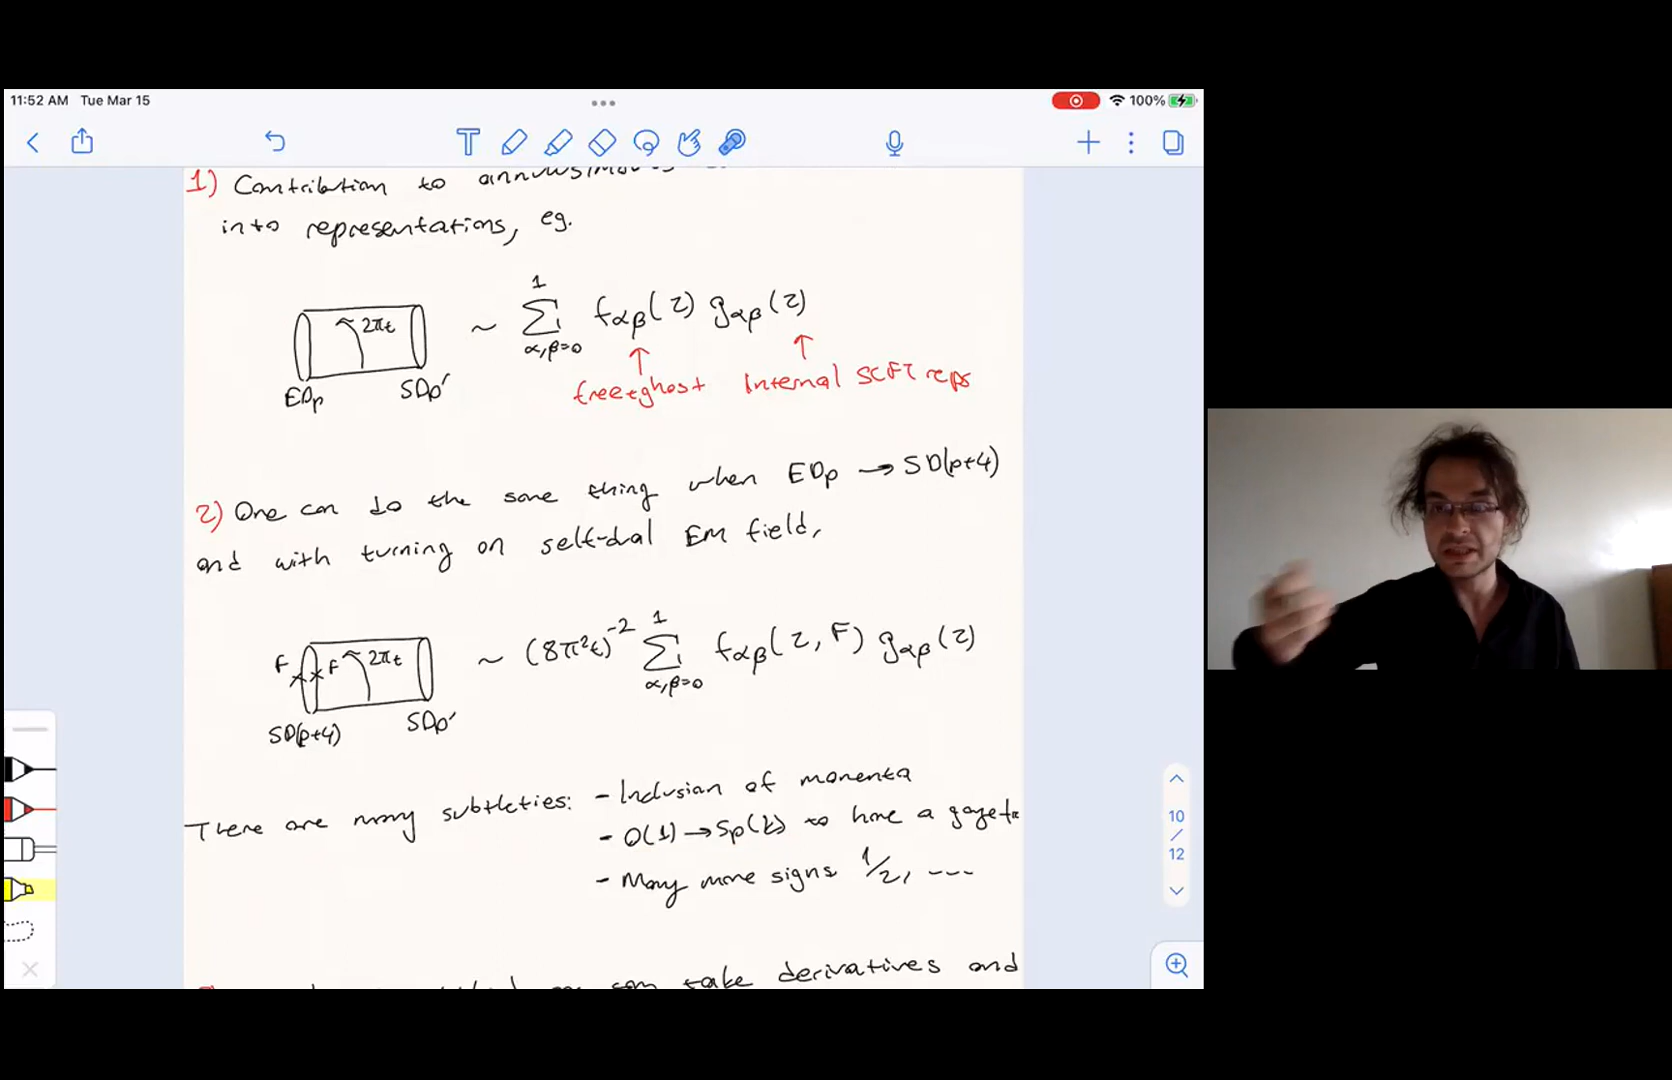 11:52 AM Tue Mar 15
100%
1) Contribution to
into representations, eg.
2πt
EDp
SDp'
~ Σ α,β=0 1 fαβ(z) gαβ(z)
free+ghost
Internal SCFT reps
2) One can do the same thing when EDp → SD(p+4)
and with turning on self-dual EM field,
F F 2πt
SD(p+4)
SDp'
~ (8π²t)⁻² Σ α,β=0 1 fαβ(z, F) gαβ(z)
There are many subtleties: - Inclusion of momenta
- O(1) → Sp(k) to have a gauge
- Many more signs 1/2, ----
take derivatives and
10
/
12